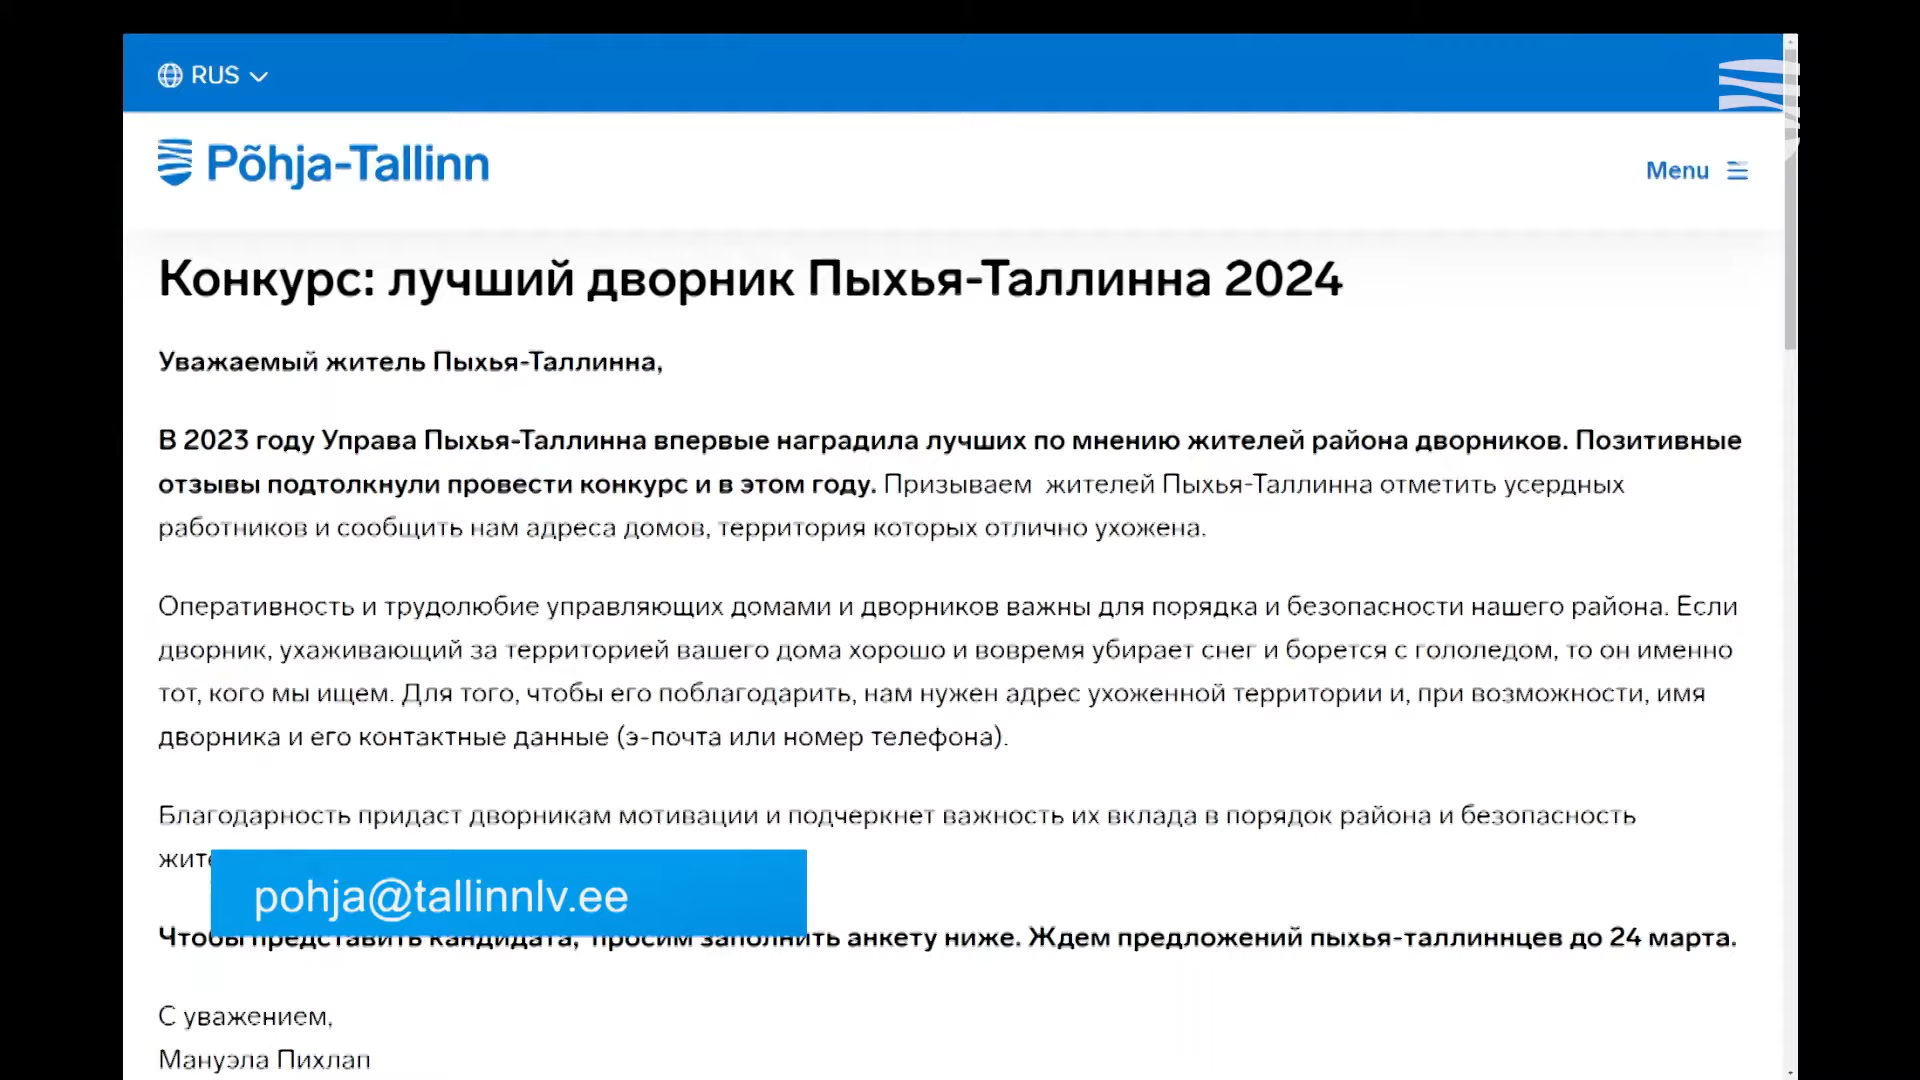 RUS
Põhja-Tallinn
Menu
Конкурс: лучший дворник Пыхья-Таллинна 2024
Уважаемый житель Пыхья-Таллинна,
В 2023 году Управа Пыхья-Таллинна впервые наградила лучших по мнению жителей района дворников. Позитивные
отзывы подтолкнули провести конкурс и в этом году. Призываем жителей Пыхья-Таллинна отметить усердных
работников и сообщить нам адреса домов, территория которых отлично ухожена.
Оперативность и трудолюбие управляющих домами и дворников важны для порядка и безопасности нашего района. Если
дворник, ухаживающий за территорией вашего дома хорошо и вовремя убирает снег и борется с гололедом, то он именно
тот, кого мы ищем. Для того, чтобы его поблагодарить, нам нужен адрес ухоженной территории и, при возможности, имя
дворника и его контактные данные (э-почта или номер телефона).
Благодарность придаст дворникам мотивации и подчеркнет важность их вклада в порядок района и безопасность
pohja@tallinnlv.ee
Чтобы представить кандидата, просим заполнить анкету ниже. Ждем предложений пыхья-таллиннцев до 24 марта.
С уважением,
Мануэла Пихлап